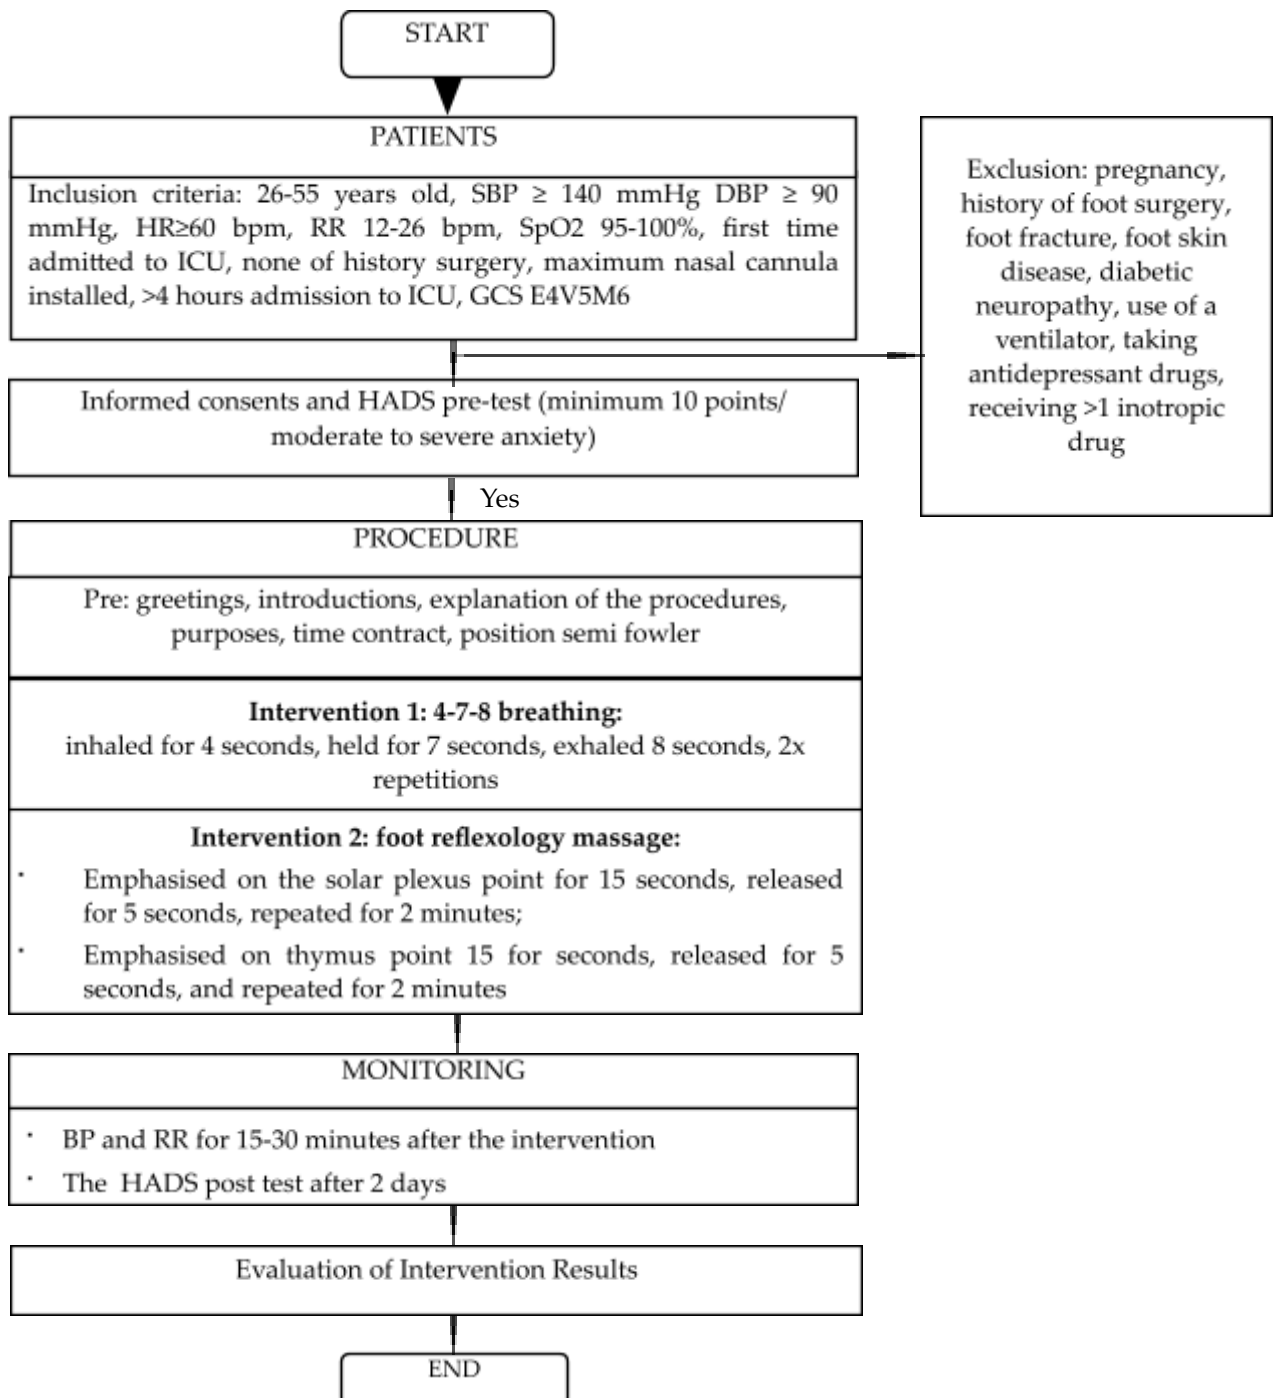 START
PATIENTS
Inclusion criteria: 26-55 years old, SBP ≥ 140 mmHg DBP ≥ 90
mmHg, HR≥60 bpm, RR 12-26 bpm, SpO2 95-100%, first time
admitted to ICU, none of history surgery, maximum nasal cannula
installed, >4 hours admission to ICU, GCS E4V5M6
Exclusion: pregnancy,
history of foot surgery,
foot fracture, foot skin
disease, diabetic
neuropathy, use of a
ventilator, taking
antidepressant drugs,
receiving >1 inotropic
drug
Informed consents and HADS pre-test (minimum 10 points/
moderate to severe anxiety)
Yes
PROCEDURE
Pre: greetings, introductions, explanation of the procedures,
purposes, time contract, position semi fowler
Intervention 1: 4-7-8 breathing:
inhaled for 4 seconds, held for 7 seconds, exhaled 8 seconds, 2x
repetitions
Intervention 2: foot reflexology massage:
· Emphasised on the solar plexus point for 15 seconds, released
for 5 seconds, repeated for 2 minutes;
· Emphasised on thymus point 15 for seconds, released for 5
seconds, and repeated for 2 minutes
MONITORING
· BP and RR for 15-30 minutes after the intervention
· The HADS post test after 2 days
Evaluation of Intervention Results
END